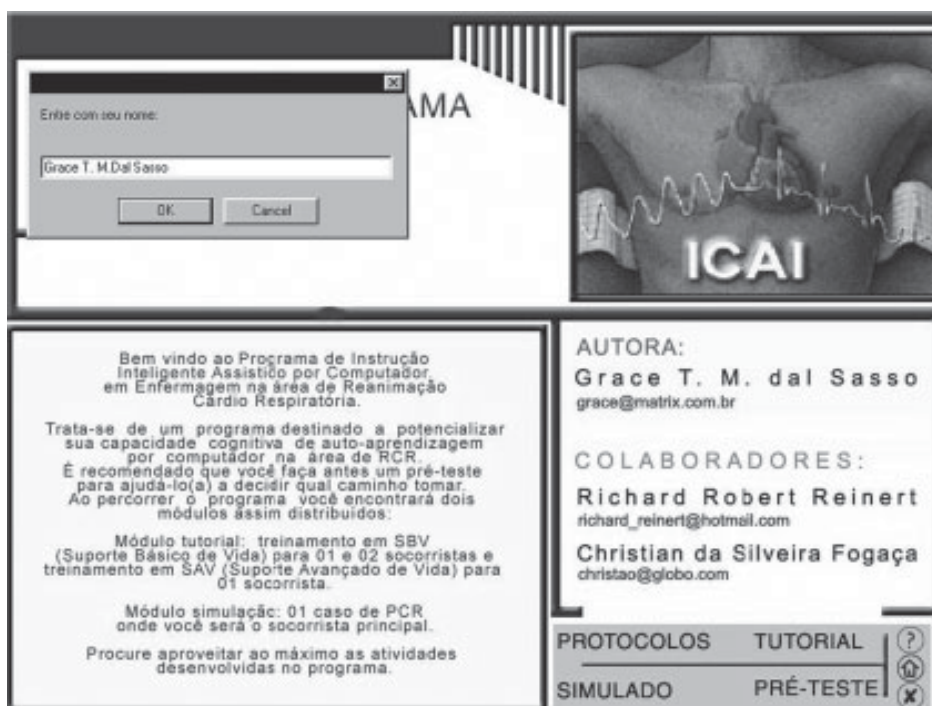 Entre com seu nome:
Grace T. M.Dal Sasso
OK
Cancel
AMA
ICAI
Bem vindo ao Programa de Instrução
Inteligente Assistico por Computador,
em Enfermagem na área de Reanimação
Cárdio Respiratória.
Trata-se de um programa destinado a potencializar
sua capacidade cognitiva de auto-aprendizagem
por computador na área de RCR.
É recomendado que você faça antes um pré-teste
para ajudá-lo(a) a decidir qual caminho tomar.
Ao percorrer o programa você encontrará dois
módulos assim distribuídos:
Módulo tutorial: treinamento em SBV
(Suporte Básico de Vida) para 01 e 02 socorristas e
treinamento em SAV (Suporte Avançado de Vida) para
01 socorrista.
Módulo simulação: 01 caso de PCR
onde você será o socorrista principal.
Procure aproveitar ao máximo as atividades
desenvolvidas no programa.
AUTORA:
Grace T. M. dal Sasso
grace@matrix.com.br
COLABORADORES:
Richard Robert Reinert
richard_reinert@hotmail.com
Christian da Silveira Fogaça
christao@globo.com
PROTOCOLOS TUTORIAL ?
SIMULADO PRÉ-TESTE